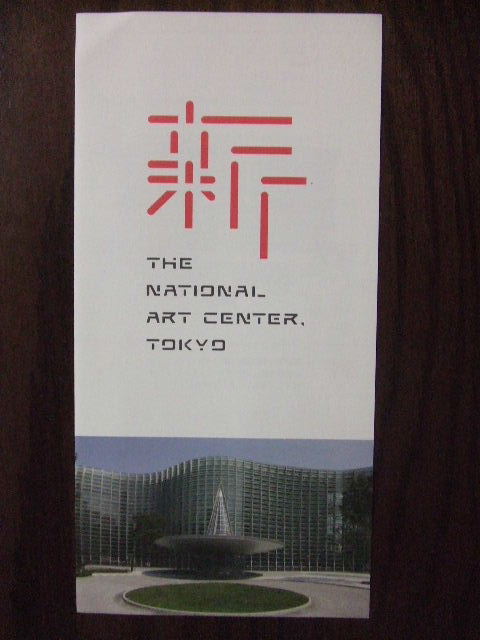 新
THE
NATIONAL
ART CENTER,
TOKYO